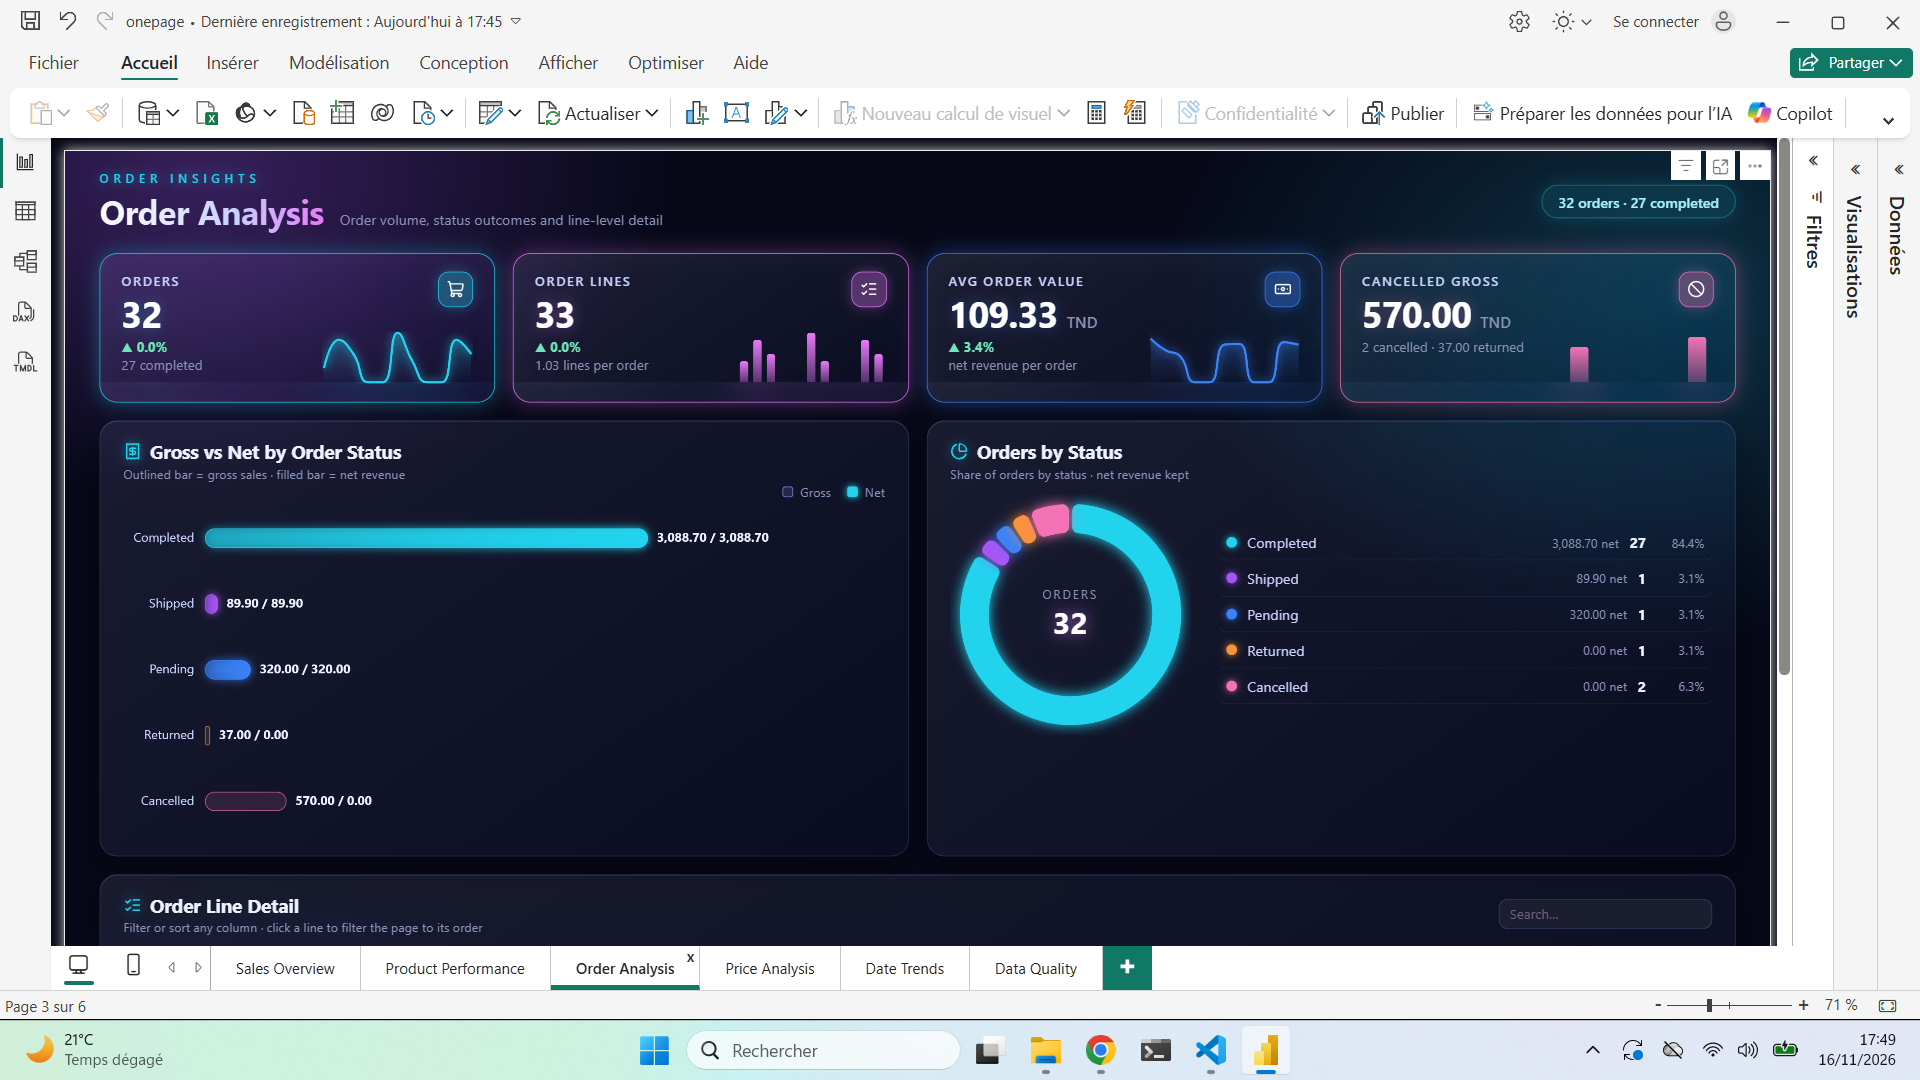 onepage • Dernière enregistrement : Aujourd'hui à 17:45
Se connecter
Fichier Accueil Insérer Modélisation Conception Afficher Optimiser Aide
Partager
Actualiser
Nouveau calcul de visuel
Confidentialité
Publier
Préparer les données pour l'IA
Copilot
DAX
TMDL
ORDER INSIGHTS
Order Analysis Order volume, status outcomes and line-level detail
32 orders · 27 completed
ORDERS
32
▲ 0.0%
27 completed
ORDER LINES
33
▲ 0.0%
1.03 lines per order
AVG ORDER VALUE
109.33 TND
▲ 3.4%
net revenue per order
CANCELLED GROSS
570.00 TND
2 cancelled · 37.00 returned
Gross vs Net by Order Status
Outlined bar = gross sales · filled bar = net revenue
Gross Net
Completed 3,088.70 / 3,088.70
Shipped 89.90 / 89.90
Pending 320.00 / 320.00
Returned 37.00 / 0.00
Cancelled 570.00 / 0.00
Orders by Status
Share of orders by status · net revenue kept
ORDERS
32
Completed 3,088.70 net 27 84.4%
Shipped 89.90 net 1 3.1%
Pending 320.00 net 1 3.1%
Returned 0.00 net 1 3.1%
Cancelled 0.00 net 2 6.3%
Order Line Detail
Filter or sort any column · click a line to filter the page to its order
Search...
Filtres
Visualisations
Données
Sales Overview Product Performance Order Analysis x Price Analysis Date Trends Data Quality
Page 3 sur 6
- + 71 %
21°C
Temps dégagé
Rechercher
17:49
16/11/2026